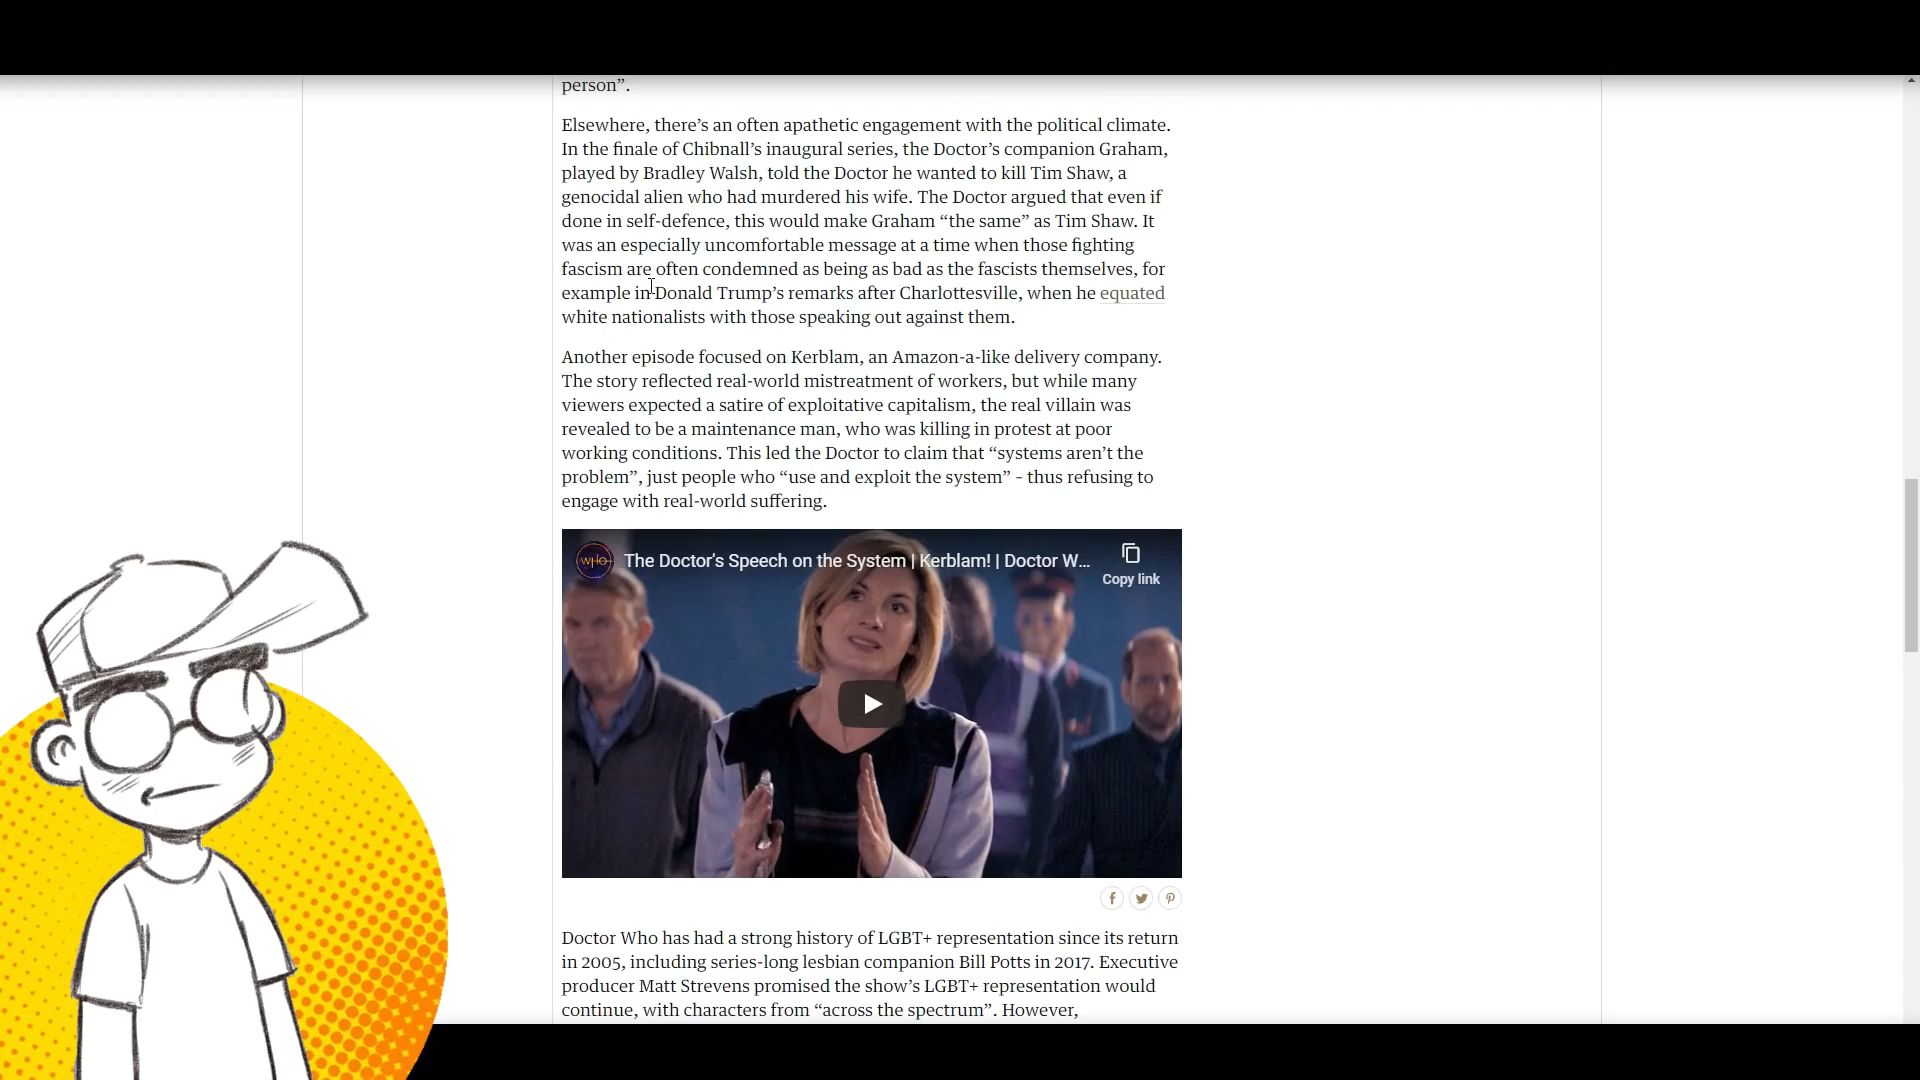 person”.
Elsewhere, there’s an often apathetic engagement with the political climate.
In the finale of Chibnall’s inaugural series, the Doctor’s companion Graham,
played by Bradley Walsh, told the Doctor he wanted to kill Tim Shaw, a
genocidal alien who had murdered his wife. The Doctor argued that even if
done in self-defence, this would make Graham “the same” as Tim Shaw. It
was an especially uncomfortable message at a time when those fighting
fascism are often condemned as being as bad as the fascists themselves, for
example in Donald Trump’s remarks after Charlottesville, when he equated
white nationalists with those speaking out against them.
Another episode focused on Kerblam, an Amazon-a-like delivery company.
The story reflected real-world mistreatment of workers, but while many
viewers expected a satire of exploitative capitalism, the real villain was
revealed to be a maintenance man, who was killing in protest at poor
working conditions. This led the Doctor to claim that “systems aren’t the
problem”, just people who “use and exploit the system” – thus refusing to
engage with real-world suffering.
WHO
The Doctor's Speech on the System | Kerblam! | Doctor W...
Copy link
Doctor Who has had a strong history of LGBT+ representation since its return
in 2005, including series-long lesbian companion Bill Potts in 2017. Executive
producer Matt Strevens promised the show’s LGBT+ representation would
continue, with characters from “across the spectrum”. However,